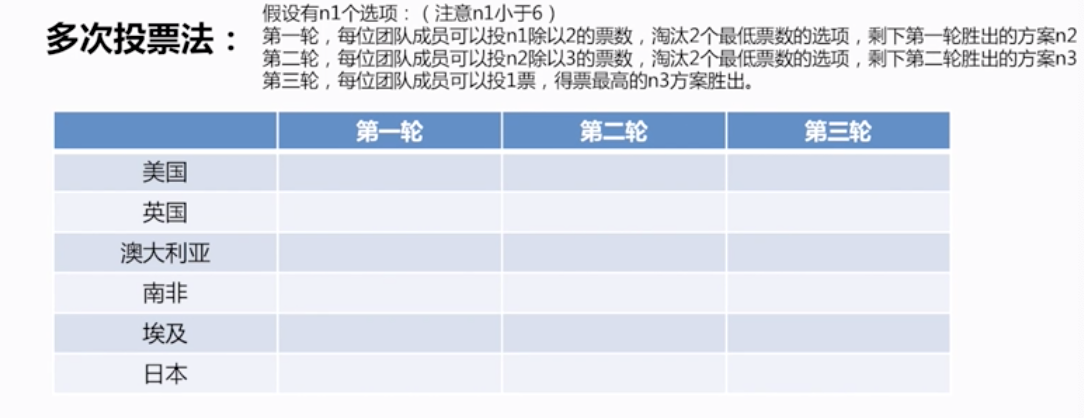 多次投票法：
假设有n1个选项：（注意n1小于6）
第一轮，每位团队成员可以投n1除以2的票数，淘汰2个最低票数的选项，剩下第一轮胜出的方案n2
第二轮，每位团队成员可以投n2除以3的票数，淘汰2个最低票数的选项，剩下第二轮胜出的方案n3
第三轮，每位团队成员可以投1票，得票最高的n3方案胜出。
第一轮 第二轮 第三轮
美国
英国
澳大利亚
南非
埃及
日本